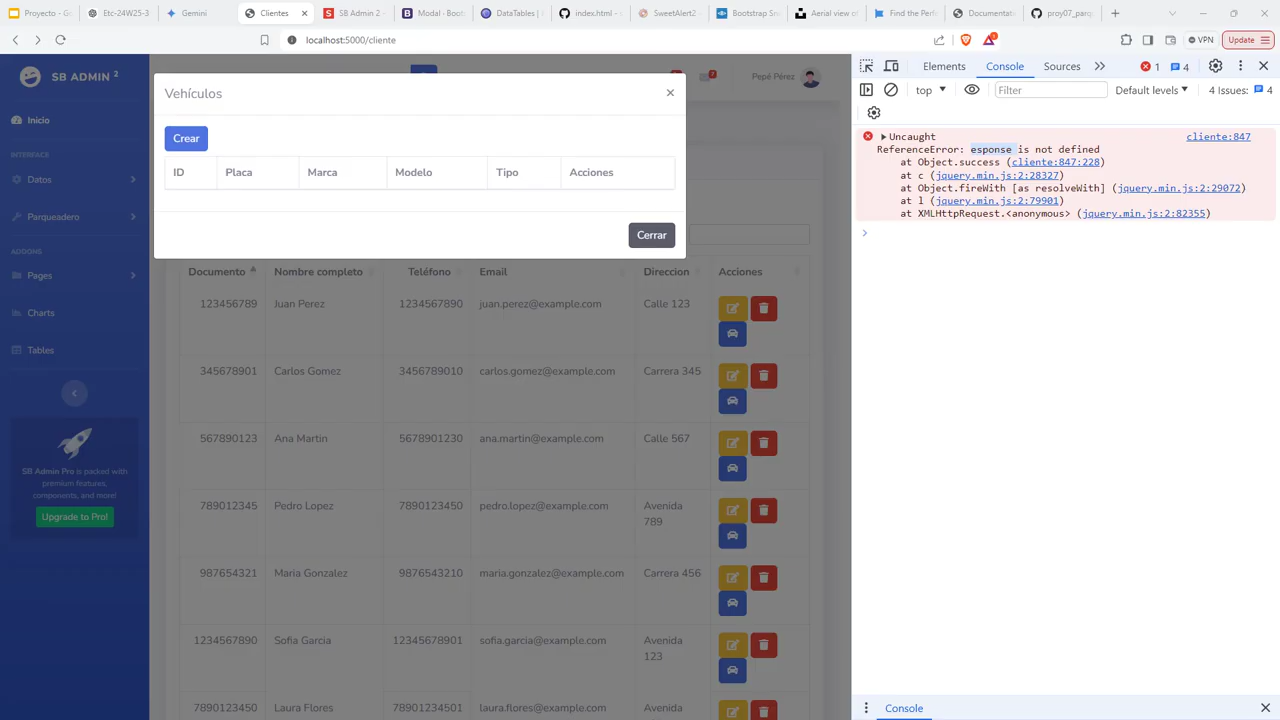 Proyecto - Go
Etc-24W25-3
Gemini
Clientes
SB Admin 2 -
Modal · Boot
DataTables |
index.html - s
SweetAlert2
Bootstrap Sn
Aerial view of
Find the Perf
Documentati
proy07_parq
localhost:5000/cliente
VPN
Update
SB ADMIN 2
Inicio
INTERFACE
Datos
Parqueadero
ADDONS
Pages
Charts
Tables
SB Admin Pro is packed with
premium features,
components, and more!
Upgrade to Pro!
7
Pepé Pérez
Vehículos
×
Crear
ID Placa Marca Modelo Tipo Acciones
Cerrar
Documento Nombre completo Teléfono Email Direccion Acciones
123456789 Juan Perez 1234567890 juan.perez@example.com Calle 123
345678901 Carlos Gomez 3456789010 carlos.gomez@example.com Carrera 345
567890123 Ana Martin 5678901230 ana.martin@example.com Calle 567
789012345 Pedro Lopez 7890123450 pedro.lopez@example.com Avenida
789
987654321 Maria Gonzalez 9876543210 maria.gonzalez@example.com Carrera 456
1234567890 Sofia Garcia 12345678901 sofia.garcia@example.com Avenida
123
7890123450 Laura Flores 78901234501 laura.flores@example.com Avenida
Elements Console Sources 1 4
top Filter Default levels 4 Issues: 4
Uncaught cliente:847
ReferenceError: esponse is not defined
at Object.success (cliente:847:228)
at c (jquery.min.js:2:28327)
at Object.fireWith [as resolveWith] (jquery.min.js:2:29072)
at l (jquery.min.js:2:79901)
at XMLHttpRequest.<anonymous> (jquery.min.js:2:82355)
Console